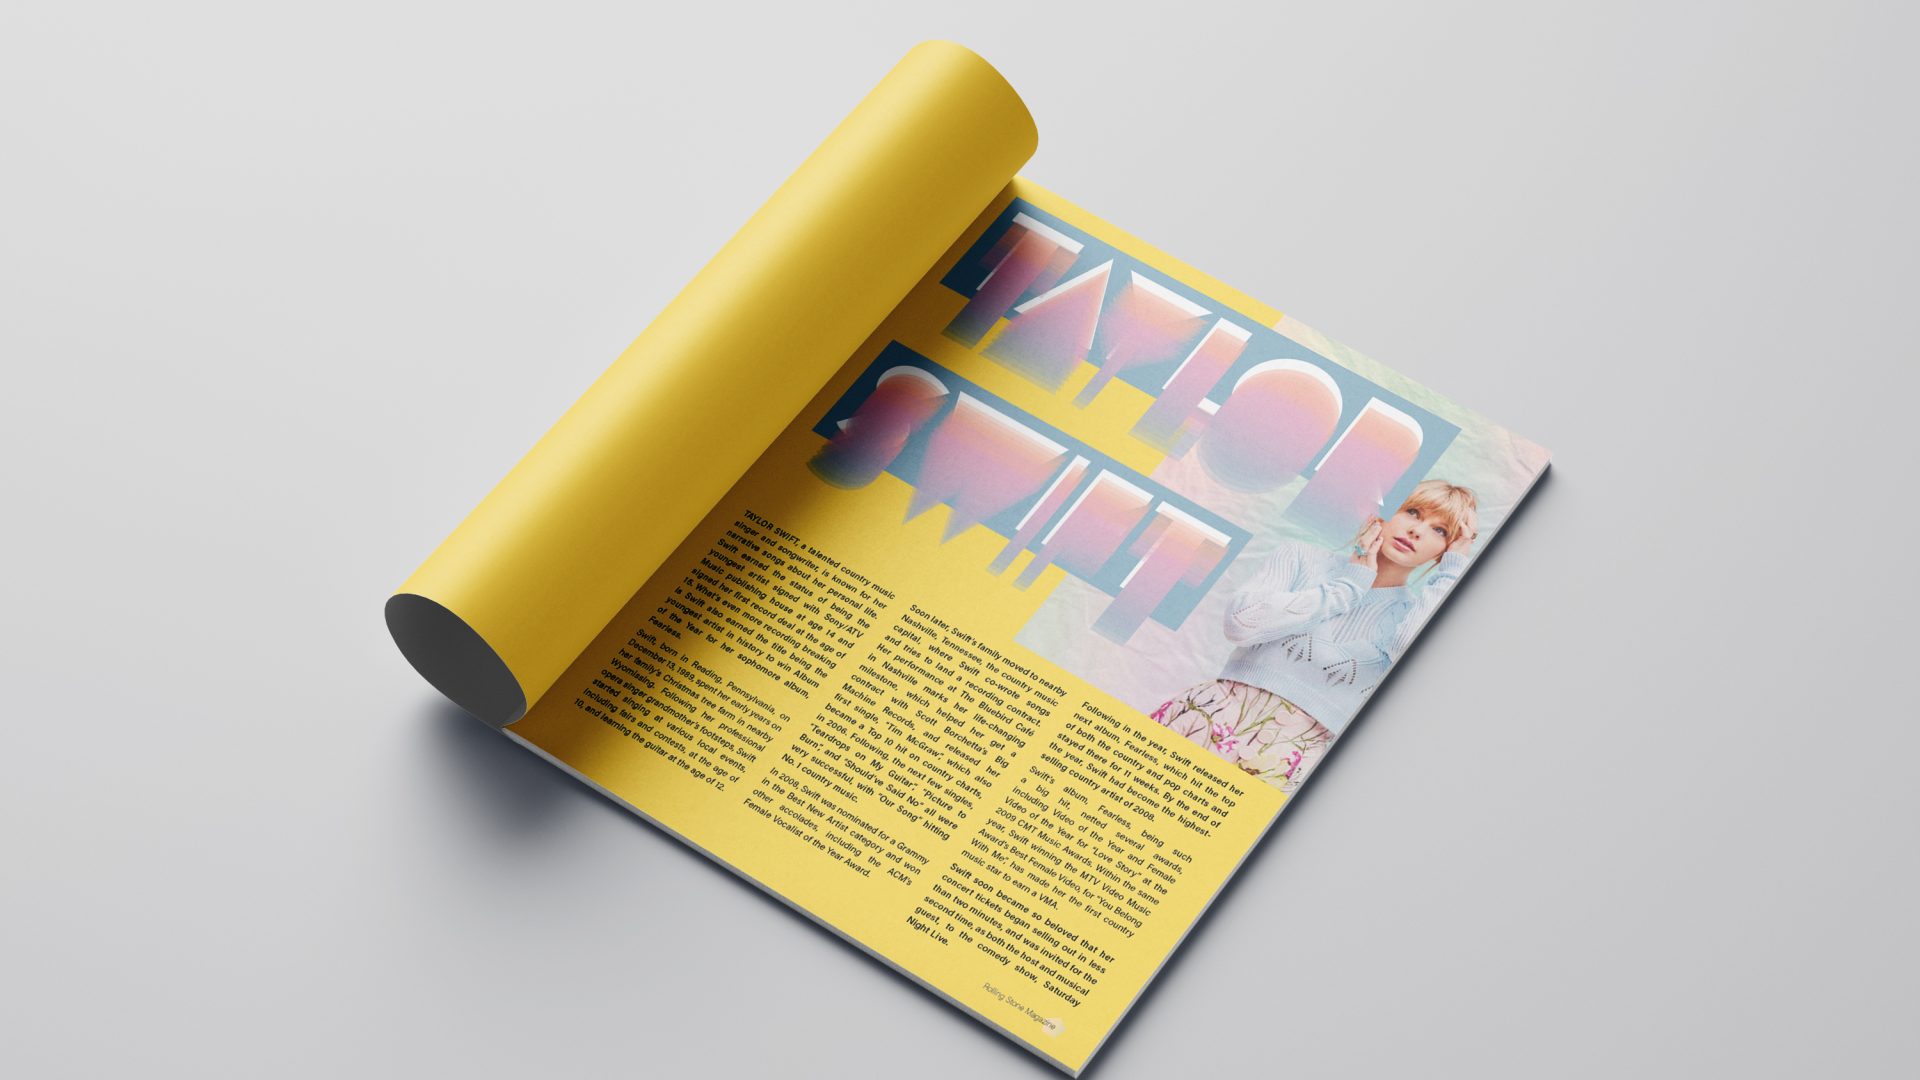 TAYLOR
SWIFT
TAYLOR SWIFT, a talented country music
singer and songwriter, is known for her
narrative songs about her personal life.
Swift earned the status of being the
youngest artist signed with Sony/ATV
Music publishing house at age 14 and
signed her first record deal at the age of
15. What's even more recording breaking
is Swift also earned the title being the
youngest artist in history to win Album
of the Year for her sophomore album,
Fearless.
Swift, born in Reading, Pennsylvania, on
December 13, 1989, spent her early years on
her family's Christmas tree farm in nearby
Wyomissing. Following her professional
opera singer grandmother's footsteps, Swift
started singing at various local events,
including fairs and contests, at the age of
10, and learning the guitar at the age of 12.
Soon later, Swift's family moved to nearby
Nashville, Tennessee, the country music
capital, where Swift co-wrote songs
and tries to land a recording contract.
Her performance at The Bluebird Café
in Nashville marks her life-changing
milestone, which helped her get a
contract with Scott Borchetta's Big
Machine Records, and released her
first single, "Tim McGraw", which also
became a Top 10 hit on country charts,
in 2006. Following, the next few singles,
"Teardrops on My Guitar", "Picture to
Burn", and "Should've Said No" all were
very successful, with "Our Song" hitting
No. 1 country music.
In 2008, Swift was nominated for a Grammy
in the Best New Artist category and won
other accolades, including the ACM's
Female Vocalist of the Year Award.
Following in the year, Swift released her
next album, Fearless, which hit the top
of both the country and pop charts and
stayed there for 11 weeks. By the end of
the year, Swift had become the highest-
selling country artist of 2008.
Swift's album, Fearless, being such
a big hit, netted several awards,
including Video of the Year and Female
Video of the Year for "Love Story" at the
2009 CMT Music Awards. Within the same
year, Swift winning the MTV Video Music
Award's Best Female Video, for "You Belong
With Me", has made her the first country
music star to earn a VMA.
Swift soon became so beloved that her
concert tickets began selling out in less
than two minutes, and was invited for the
second time, as both the host and musical
guest, to the comedy show, Saturday
Night Live.
Rolling Stone Magazine